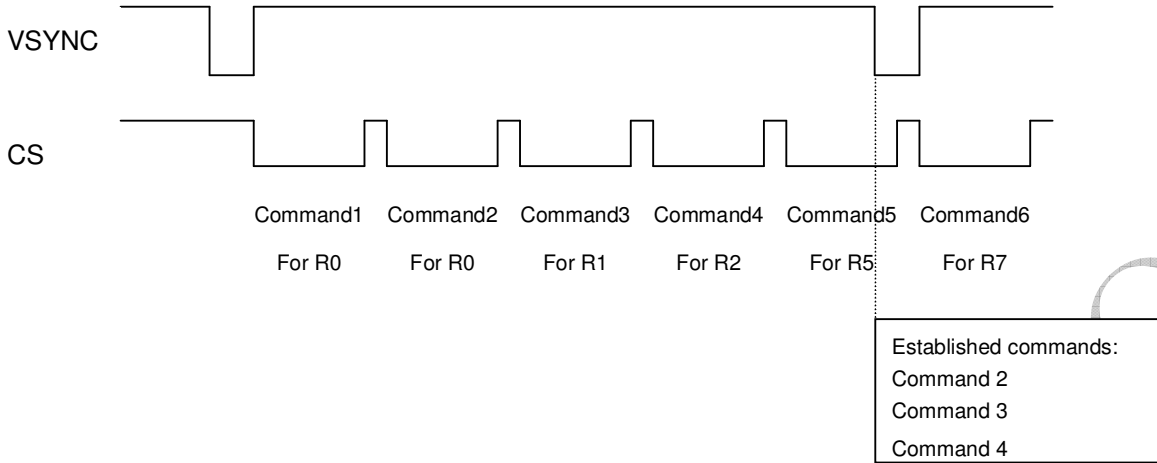 VSYNC
CS
Command1 Command2 Command3 Command4 Command5 Command6
For R0 For R0 For R1 For R2 For R5 For R7
Established commands:
Command 2
Command 3
Command 4